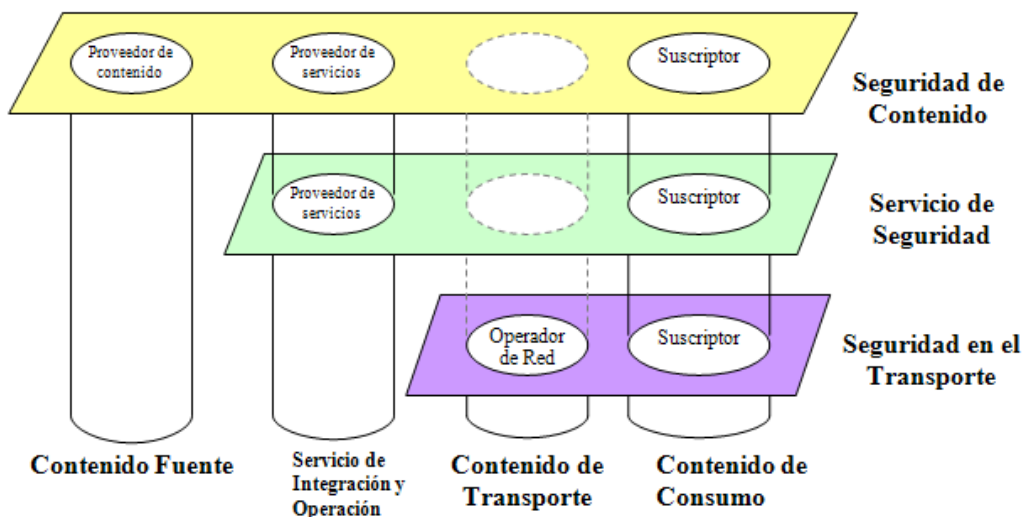 Proveedor de
contenido
Proveedor de
servicios
Suscriptor
Seguridad de
Contenido
Proveedor de
servicios
Suscriptor
Servicio de
Seguridad
Operador
de Red
Suscriptor
Seguridad en el
Transporte
Contenido Fuente
Servicio de
Integración y
Operación
Contenido de
Transporte
Contenido de
Consumo